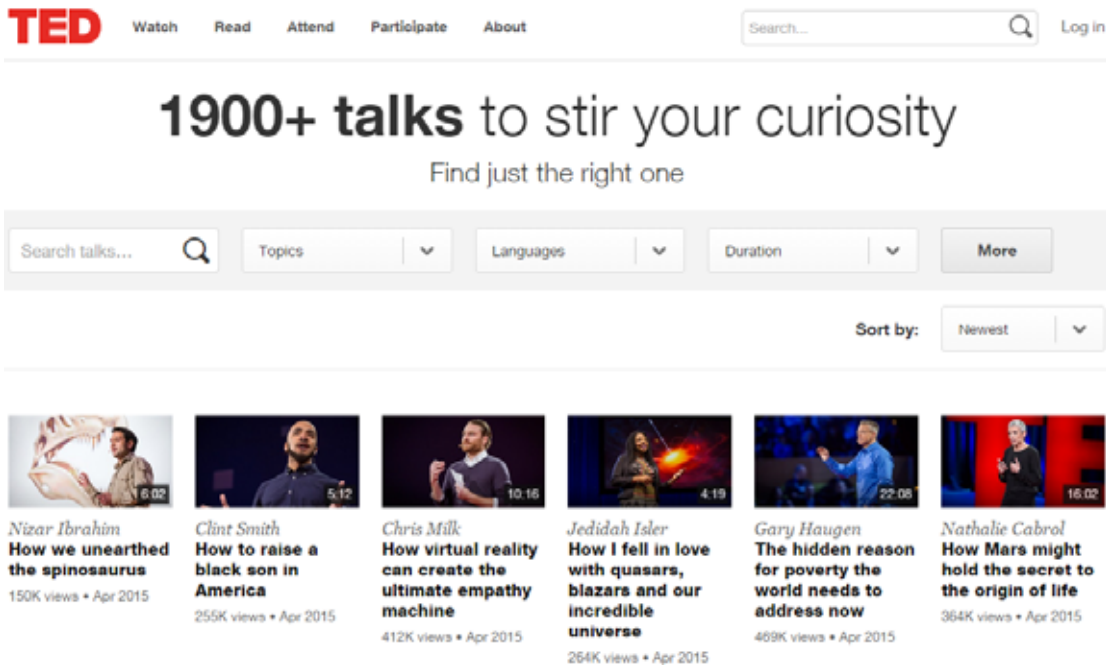 TED Watch Read Attend Participate About Search... Log in
1900+ talks to stir your curiosity
Find just the right one
Search talks... Topics Languages Duration More
Sort by: Newest
6:02
Nizar Ibrahim
How we unearthed
the spinosaurus
150K views • Apr 2015
5:12
Clint Smith
How to raise a
black son in
America
255K views • Apr 2015
10:16
Chris Milk
How virtual reality
can create the
ultimate empathy
machine
412K views • Apr 2015
4:19
Jedidah Isler
How I fell in love
with quasars,
blazars and our
incredible
universe
264K views • Apr 2015
22:08
Gary Haugen
The hidden reason
for poverty the
world needs to
address now
469K views • Apr 2015
16:02
Nathalie Cabrol
How Mars might
hold the secret to
the origin of life
364K views • Apr 2015